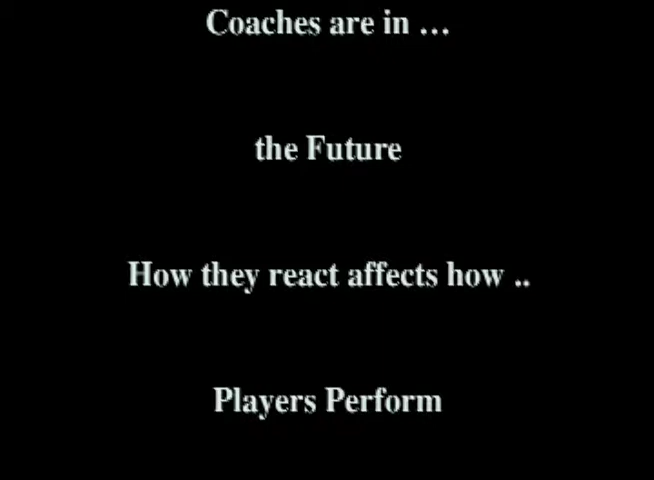 Coaches are in …
the Future
How they react affects how ..
Players Perform